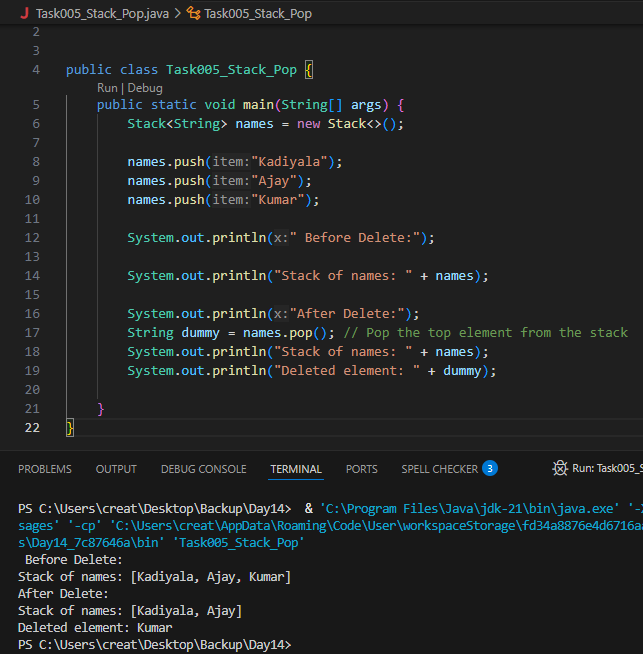 Task005_Stack_Pop.java > Task005_Stack_Pop
2
3
4 public class Task005_Stack_Pop {
Run | Debug
5 public static void main(String[] args) {
6 Stack<String> names = new Stack<>();
7
8 names.push(item:"Kadiyala");
9 names.push(item:"Ajay");
10 names.push(item:"Kumar");
11
12 System.out.println(x:" Before Delete:");
13
14 System.out.println("Stack of names: " + names);
15
16 System.out.println(x:"After Delete:");
17 String dummy = names.pop(); // Pop the top element from the stack
18 System.out.println("Stack of names: " + names);
19 System.out.println("Deleted element: " + dummy);
20
21 }
22 }
PROBLEMS OUTPUT DEBUG CONSOLE TERMINAL PORTS SPELL CHECKER 3 Run: Task005_S
PS C:\Users\creat\Desktop\Backup\Day14> & 'C:\Program Files\Java\jdk-21\bin\java.exe' '-X
sages' '-cp' 'C:\Users\creat\AppData\Roaming\Code\User\workspaceStorage\fd34a8876e4d6716aa
s\Day14_7c87646a\bin' 'Task005_Stack_Pop'
Before Delete:
Stack of names: [Kadiyala, Ajay, Kumar]
After Delete:
Stack of names: [Kadiyala, Ajay]
Deleted element: Kumar
PS C:\Users\creat\Desktop\Backup\Day14>